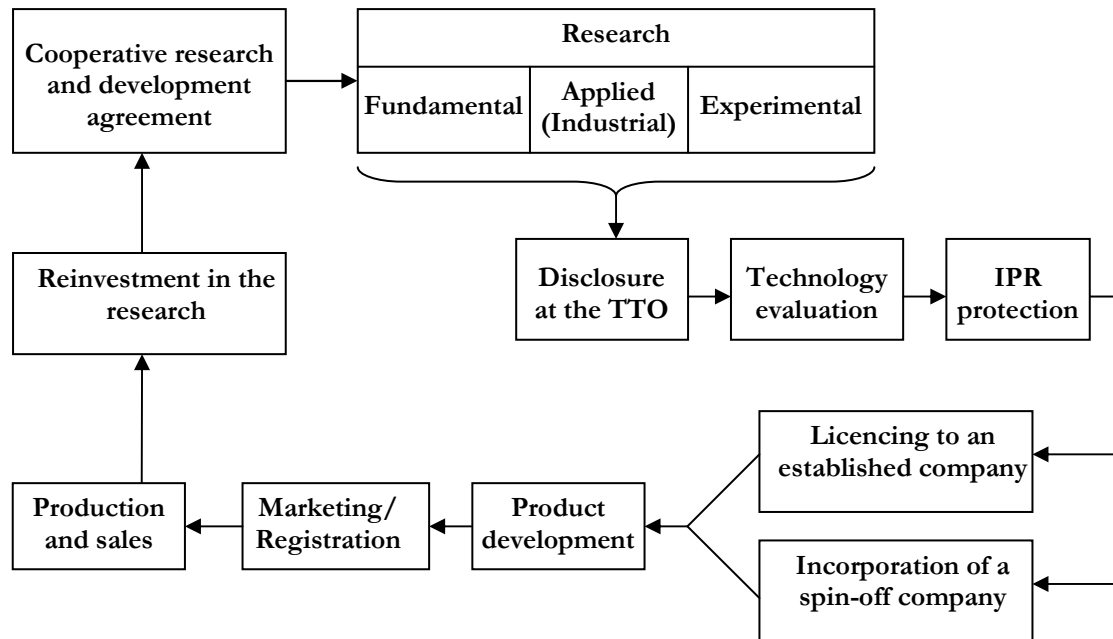 Cooperative research
and development
agreement
Research
Fundamental
Applied
(Industrial)
Experimental
Reinvestment in the
research
Disclosure
at the TTO
Technology
evaluation
IPR
protection
Licencing to an
established company
Production
and sales
Marketing/
Registration
Product
development
Incorporation of a
spin-off company